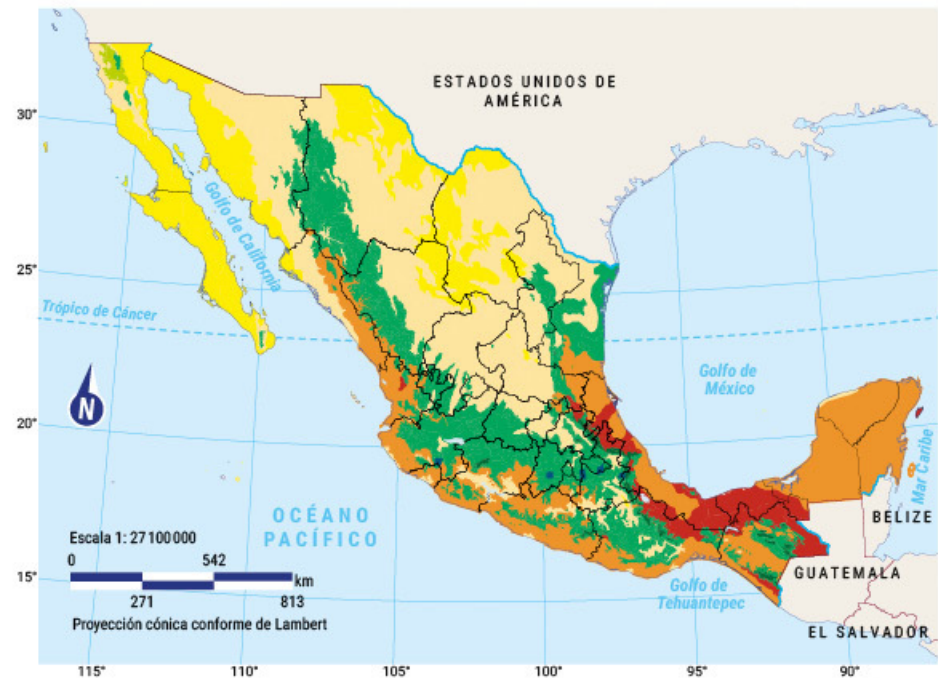 ESTADOS UNIDOS DE
AMÉRICA
30°
Golfo de California
25°
Trópico de Cáncer
Golfo de
México
N
20°
Mar Caribe
OCÉANO
PACÍFICO
BELIZE
Escala 1: 27 100 000
0 542
km
271 813
Proyección cónica conforme de Lambert
15°
GUATEMALA
Golfo de
Tehuantepec
EL SALVADOR
115° 110° 105° 100° 95° 90°